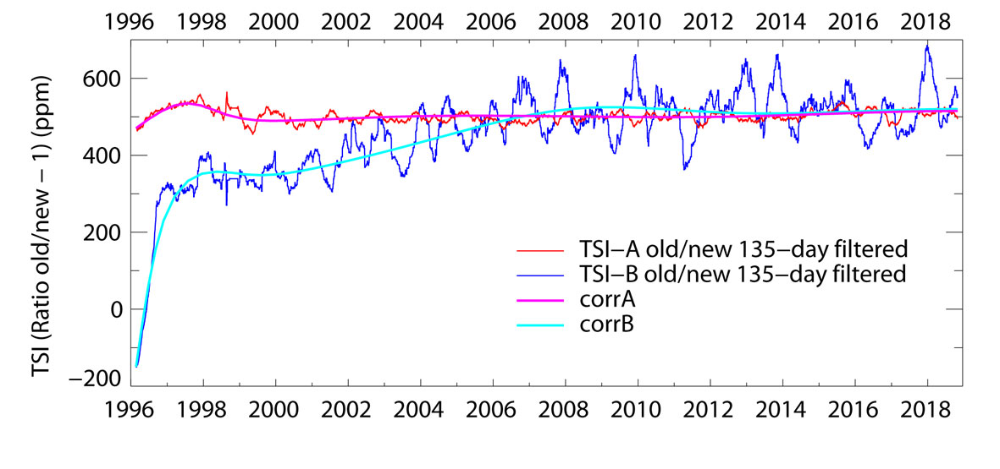 1996 1998 2000 2002 2004 2006 2008 2010 2012 2014 2016 2018
TSI (Ratio old/new − 1) (ppm)
600
400
200
0
−200
TSI−A old/new 135−day filtered
TSI−B old/new 135−day filtered
corrA
corrB
1996 1998 2000 2002 2004 2006 2008 2010 2012 2014 2016 2018